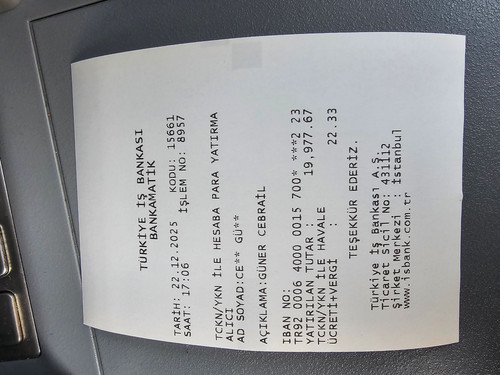 TÜRKİYE İŞ BANKASI
BANKAMATİK
TARİH: 22.12.2025 KODU: 15661
SAAT: 17:06 İŞLEM NO: 8957
TCKN/YKN İLE HESABA PARA YATIRMA
ALICI
AD SOYAD:CE** GÜ**
AÇIKLAMA:GÜNER CEBRAİL
IBAN NO:
TR92 0006 4000 0015 700* ***2 23
YATIRILAN TUTAR : 19,977.67
TCKN/YKN İLE HAVALE
ÜCRETİ+VERGİ : 22.33
TEŞEKKÜR EDERİZ.
Türkiye İş Bankası A.Ş.
Ticaret Sicil No: 431112
Şirket Merkezi : İstanbul
www.isbank.com.tr